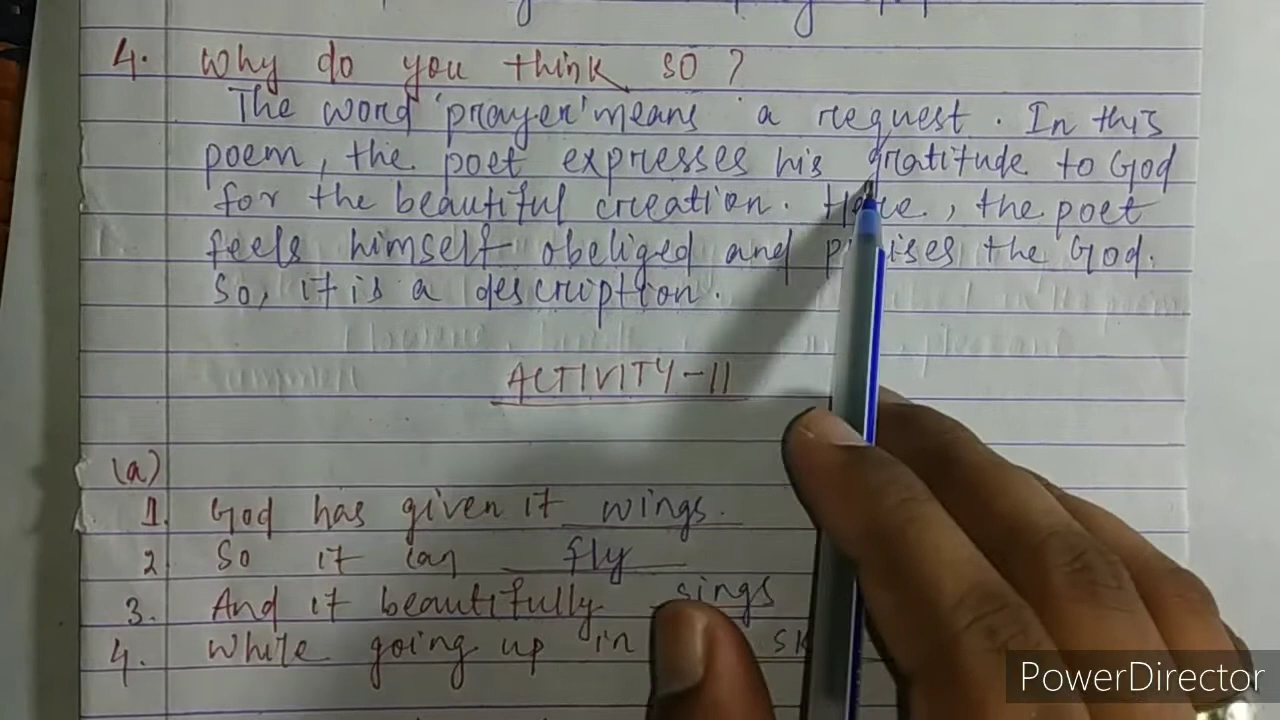 4. Why do you think so?
The word 'prayer' means a request. In this
poem, the poet expresses his gratitude to God
for the beautiful creation. Here, the poet
feels himself obeliged and praises the God.
So, it is a description.
ACTIVITY-11
(a)
1. God has given it wings.
2 So it can fly
3. And it beautifully sings
4. While going up in
PowerDirector